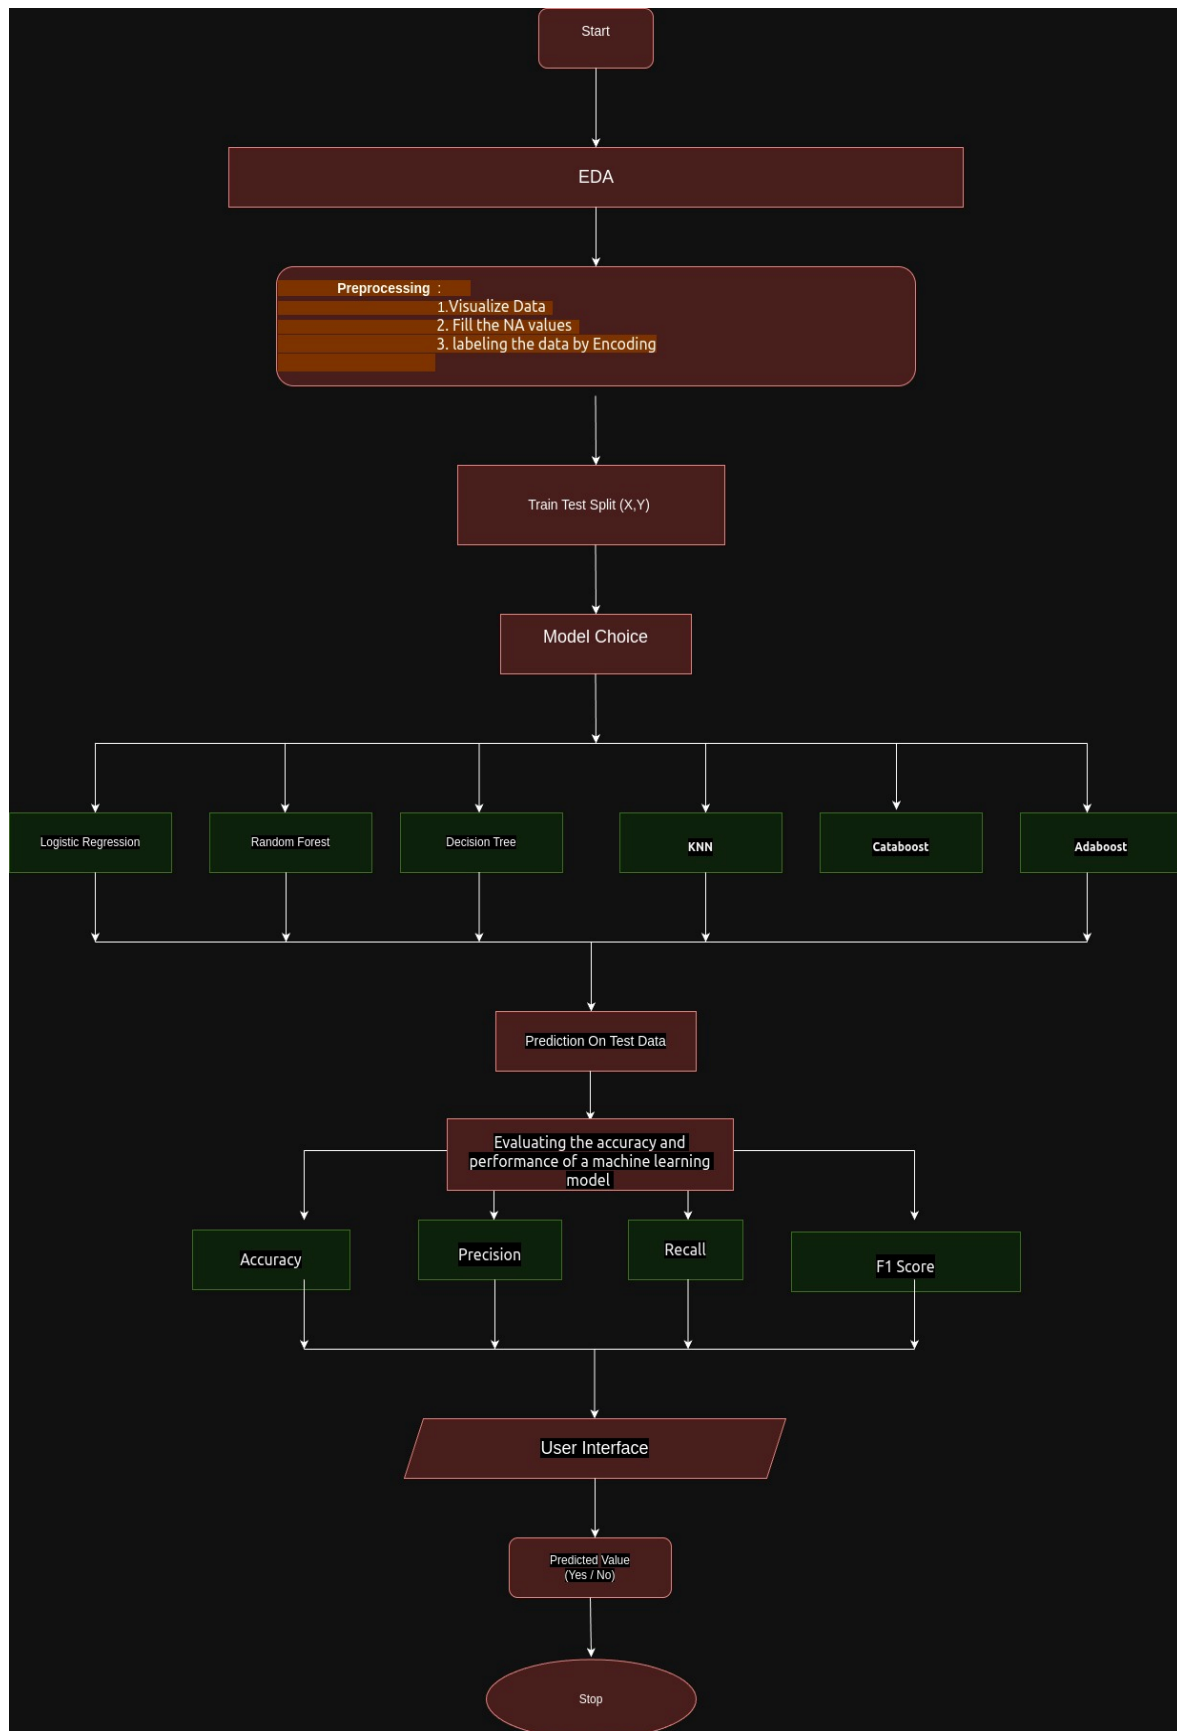 Start
EDA
Preprocessing :
1.Visualize Data
2. Fill the NA values
3. labeling the data by Encoding
Train Test Split (X,Y)
Model Choice
Logistic Regression
Random Forest
Decision Tree
KNN
Cataboost
Adaboost
Prediction On Test Data
Evaluating the accuracy and
performance of a machine learning
model
Accuracy
Precision
Recall
F1 Score
User Interface
Predicted Value
(Yes / No)
Stop